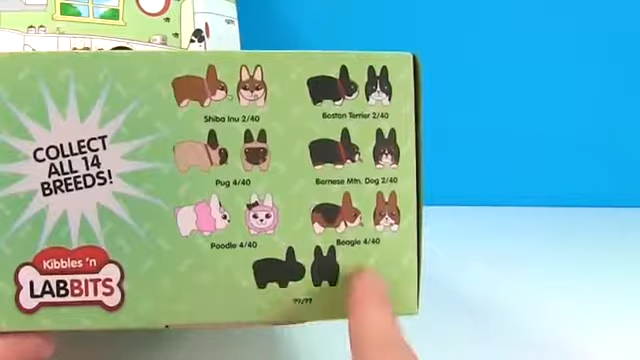 COLLECT
ALL 14
BREEDS!
Kibbles 'n
LABBITS
Shiba Inu 2/40
Boston Terrier 2/40
Pug 4/40
Bernese Mtn. Dog 2/40
Poodle 4/40
Beagle 4/40
??/??